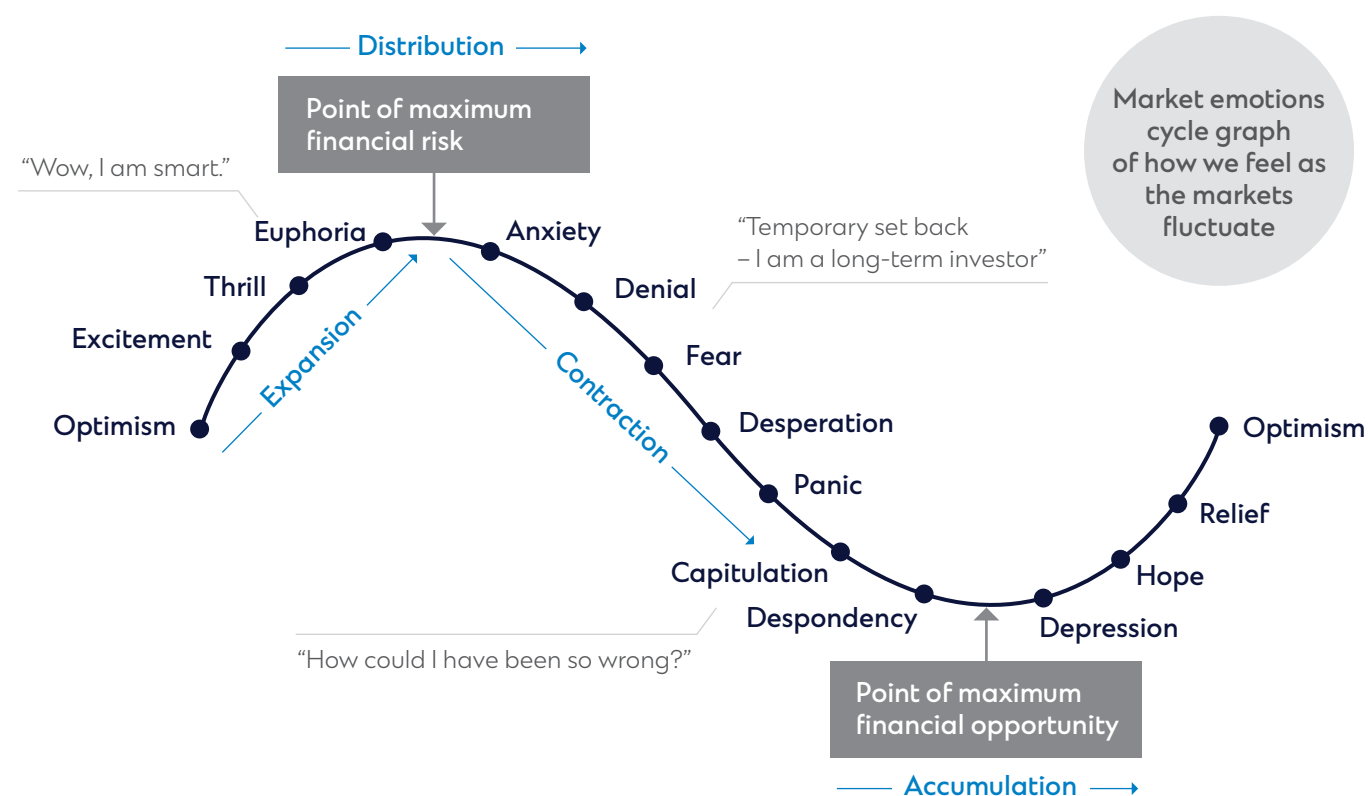 Distribution
Point of maximum
financial risk
Market emotions
cycle graph
of how we feel as
the markets
fluctuate
“Wow, I am smart.”
Euphoria
Anxiety
“Temporary set back
– I am a long-term investor”
Thrill
Denial
Excitement
Expansion
Contraction
Fear
Optimism
Desperation
Optimism
Panic
Relief
Capitulation
Hope
Despondency
Depression
“How could I have been so wrong?”
Point of maximum
financial opportunity
Accumulation